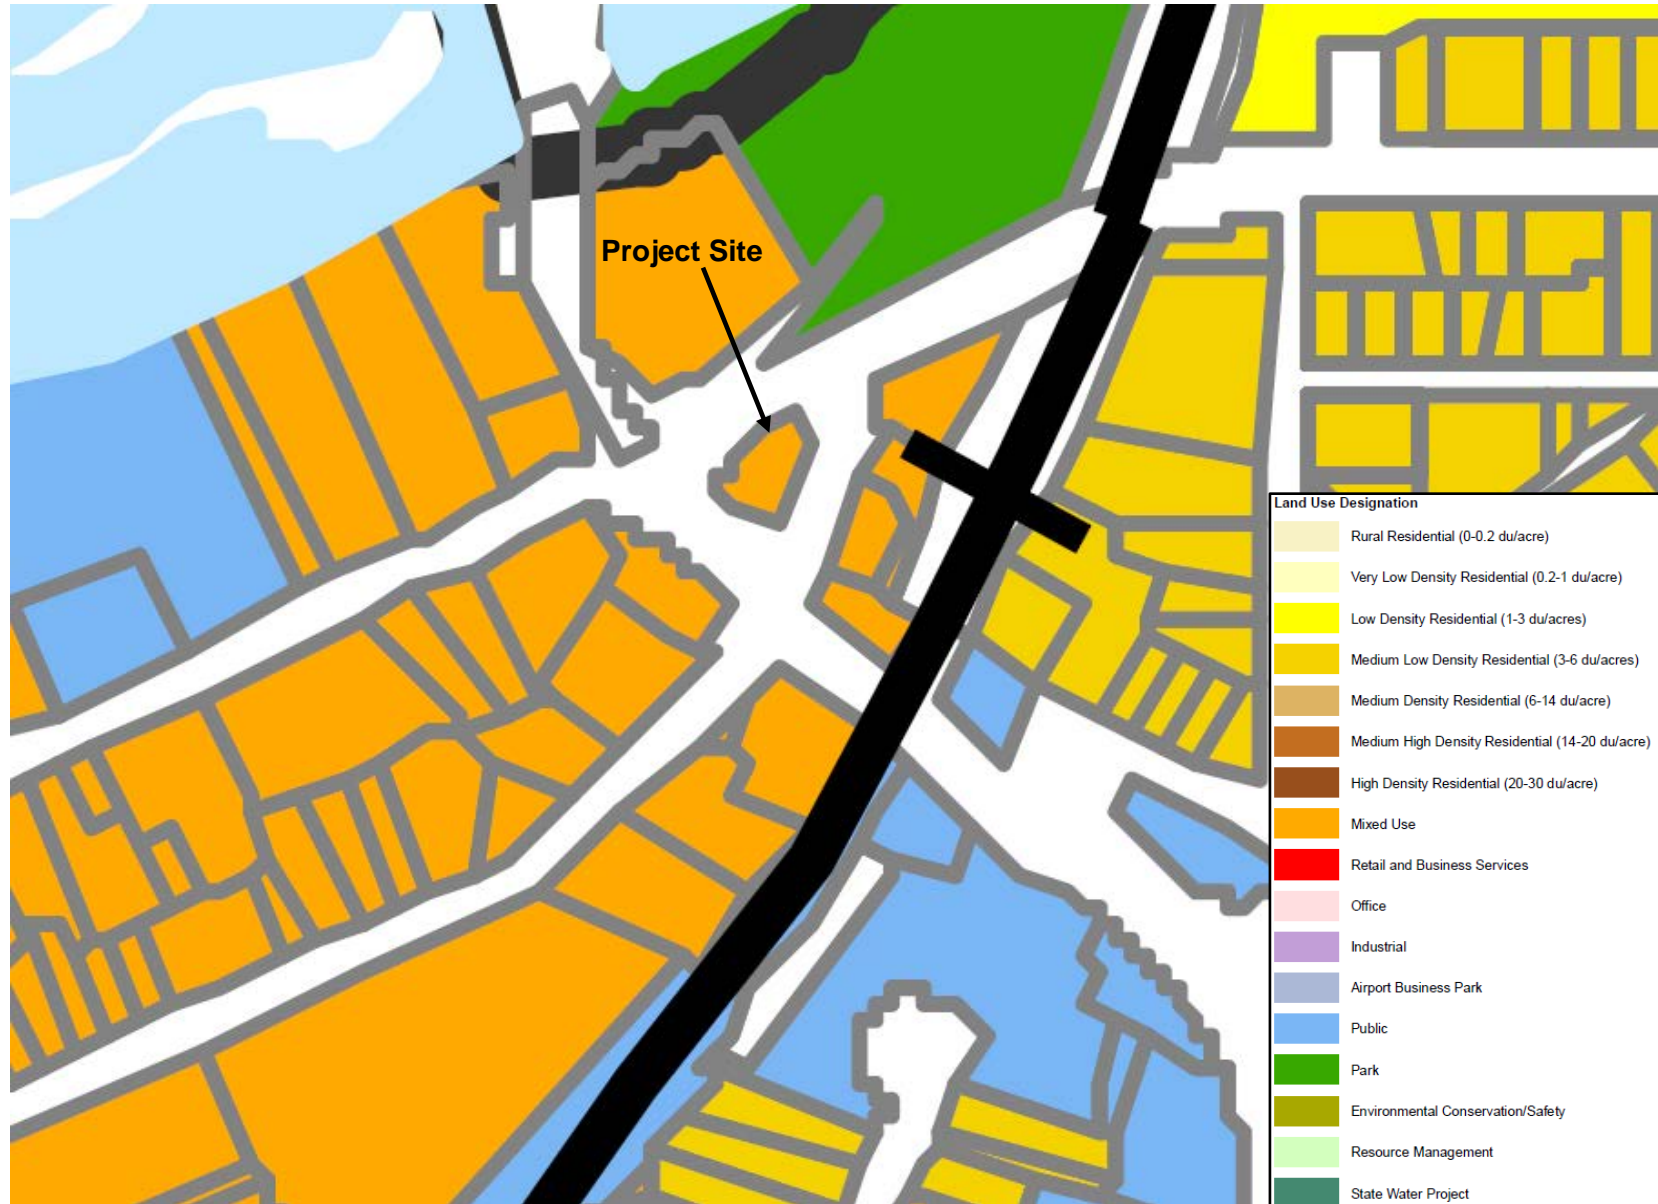 Project Site
Land Use Designation
Rural Residential (0-0.2 du/acre)
Very Low Density Residential (0.2-1 du/acre)
Low Density Residential (1-3 du/acres)
Medium Low Density Residential (3-6 du/acres)
Medium Density Residential (6-14 du/acre)
Medium High Density Residential (14-20 du/acre)
High Density Residential (20-30 du/acre)
Mixed Use
Retail and Business Services
Office
Industrial
Airport Business Park
Public
Park
Environmental Conservation/Safety
Resource Management
State Water Project